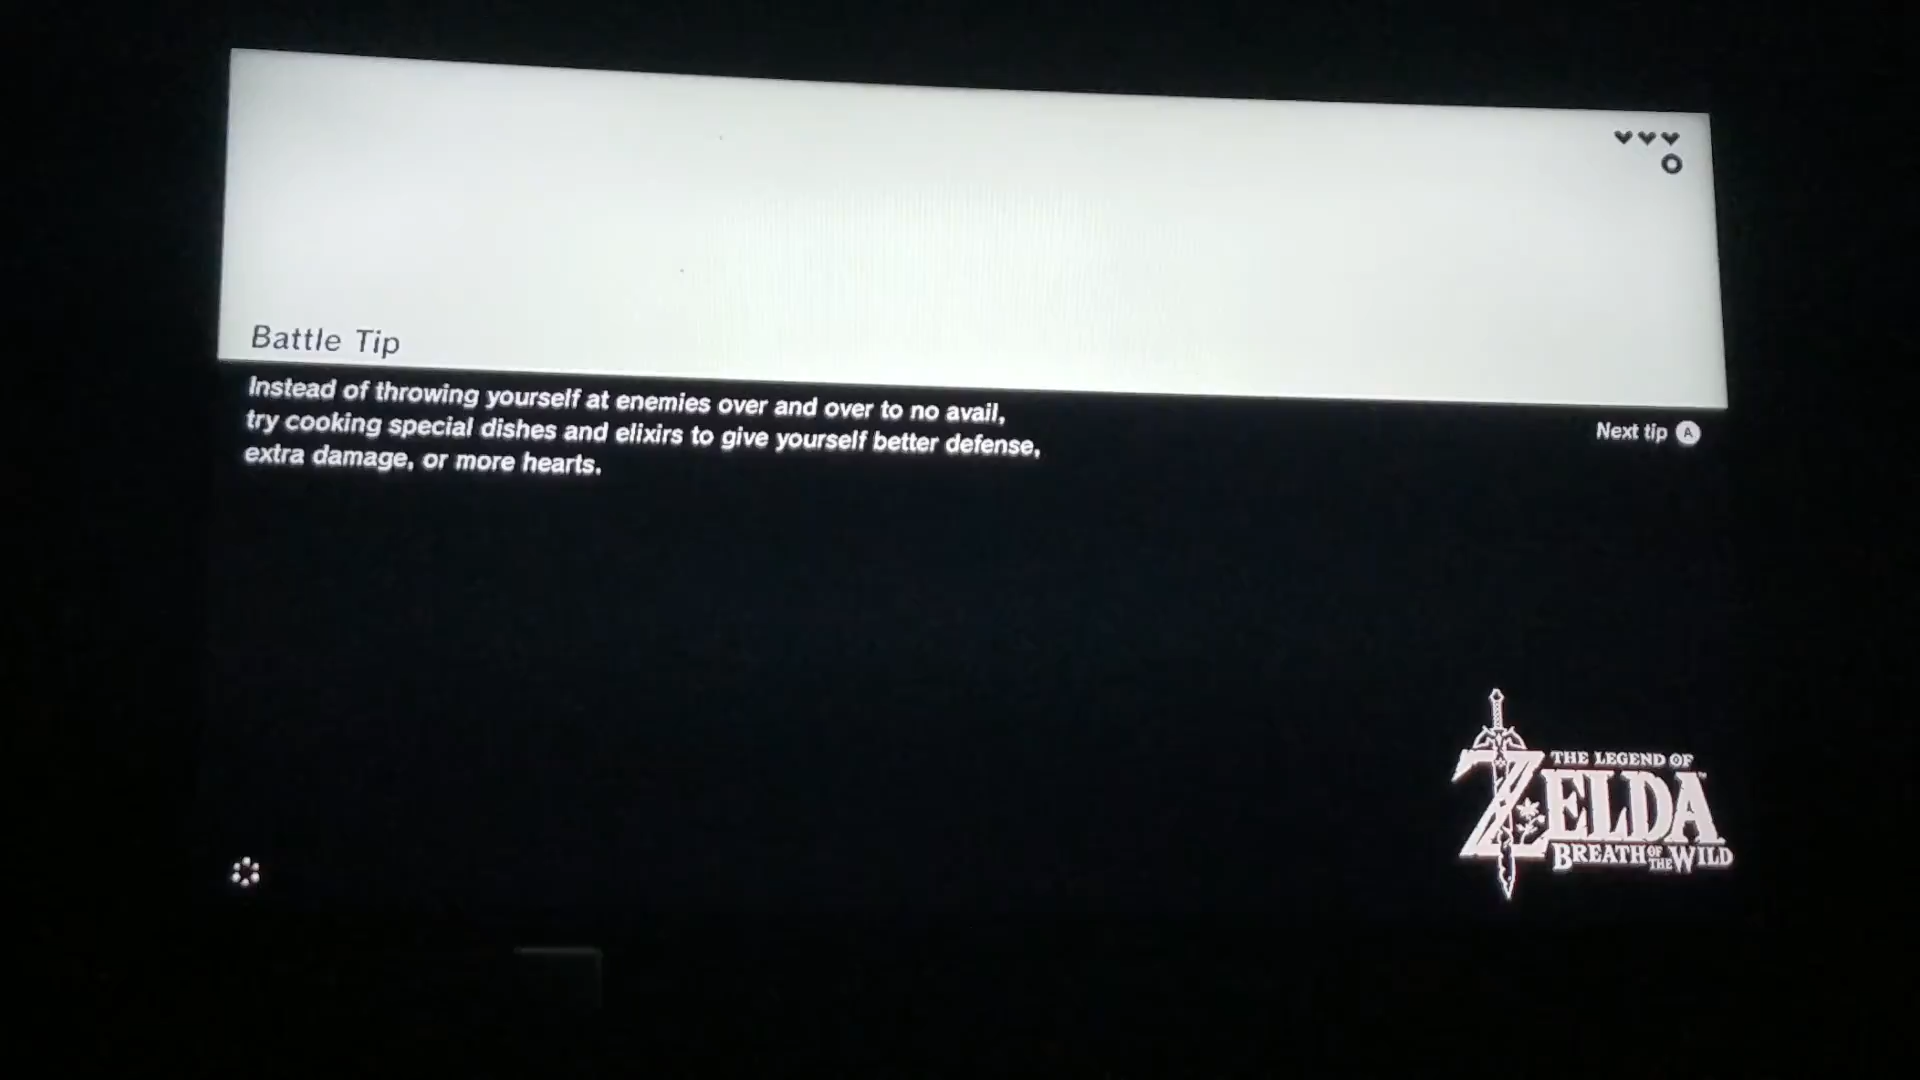 Battle Tip
Instead of throwing yourself at enemies over and over to no avail,
try cooking special dishes and elixirs to give yourself better defense,
extra damage, or more hearts.
Next tip A
THE LEGEND OF
ZELDA™
BREATH OF THE WILD